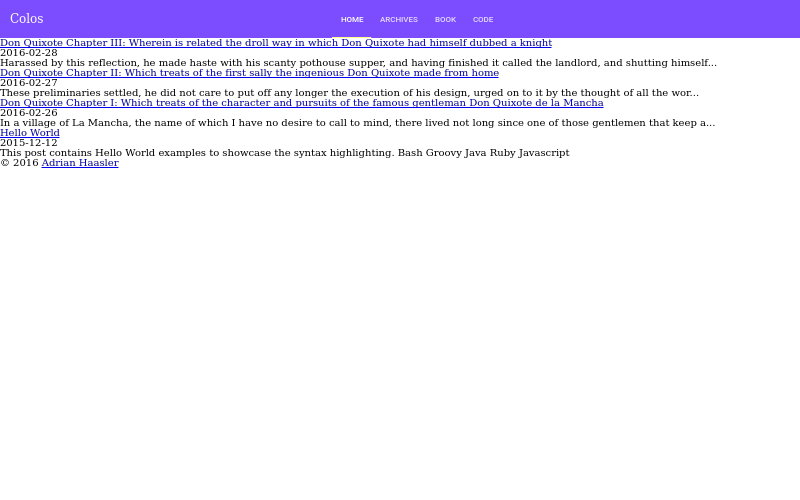 Colos
HOME ARCHIVES BOOK CODE
Don Quixote Chapter III: Wherein is related the droll way in which Don Quixote had himself dubbed a knight
2016-02-28
Harassed by this reflection, he made haste with his scanty pothouse supper, and having finished it called the landlord, and shutting himself...
Don Quixote Chapter II: Which treats of the first sally the ingenious Don Quixote made from home
2016-02-27
These preliminaries settled, he did not care to put off any longer the execution of his design, urged on to it by the thought of all the wor...
Don Quixote Chapter I: Which treats of the character and pursuits of the famous gentleman Don Quixote de la Mancha
2016-02-26
In a village of La Mancha, the name of which I have no desire to call to mind, there lived not long since one of those gentlemen that keep a...
Hello World
2015-12-12
This post contains Hello World examples to showcase the syntax highlighting. Bash Groovy Java Ruby Javascript
© 2016 Adrian Haasler